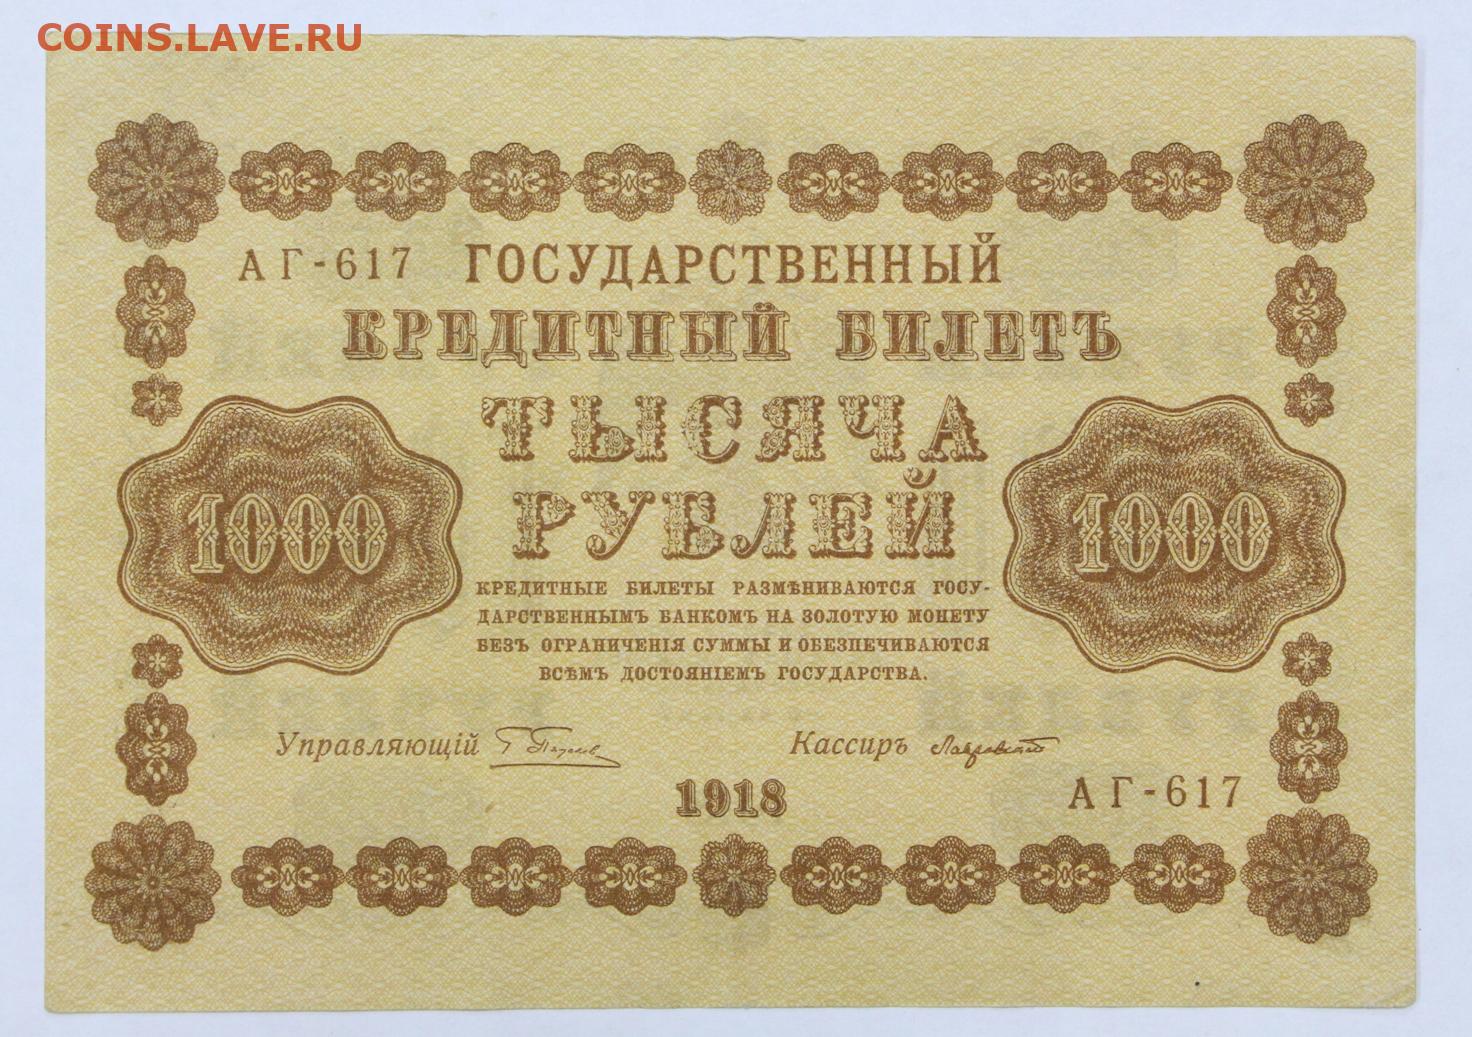 COINS.LAVE.RU
АГ-617 ГОСУДАРСТВЕННЫЙ
КРЕДИТНЫЙ БИЛЕТЪ
ТЫСЯЧА
РУБЛЕЙ
1000 1000
КРЕДИТНЫЕ БИЛЕТЫ РАЗМѢНИВАЮТСЯ ГОСУ-
ДАРСТВЕННЫМЪ БАНКОМЪ НА ЗОЛОТУЮ МОНЕТУ
БЕЗЪ ОГРАНИЧЕНІЯ СУММЫ И ОБЕЗПЕЧИВАЮТСЯ
ВСѢМЪ ДОСТОЯНІЕМЪ ГОСУДАРСТВА.
Управляющій Кассиръ
1918
АГ-617